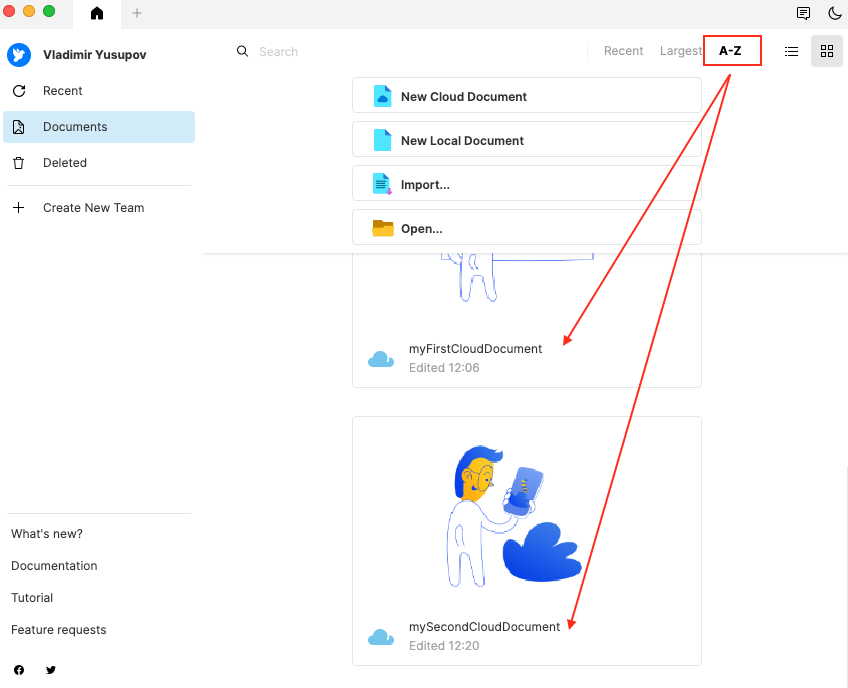 Vladimir Yusupov
Recent
Documents
Deleted
Create New Team
What's new?
Documentation
Tutorial
Feature requests
Search
Recent
Largest
A-Z
New Cloud Document
New Local Document
Import...
Open...
myFirstCloudDocument
Edited 12:06
mySecondCloudDocument
Edited 12:20